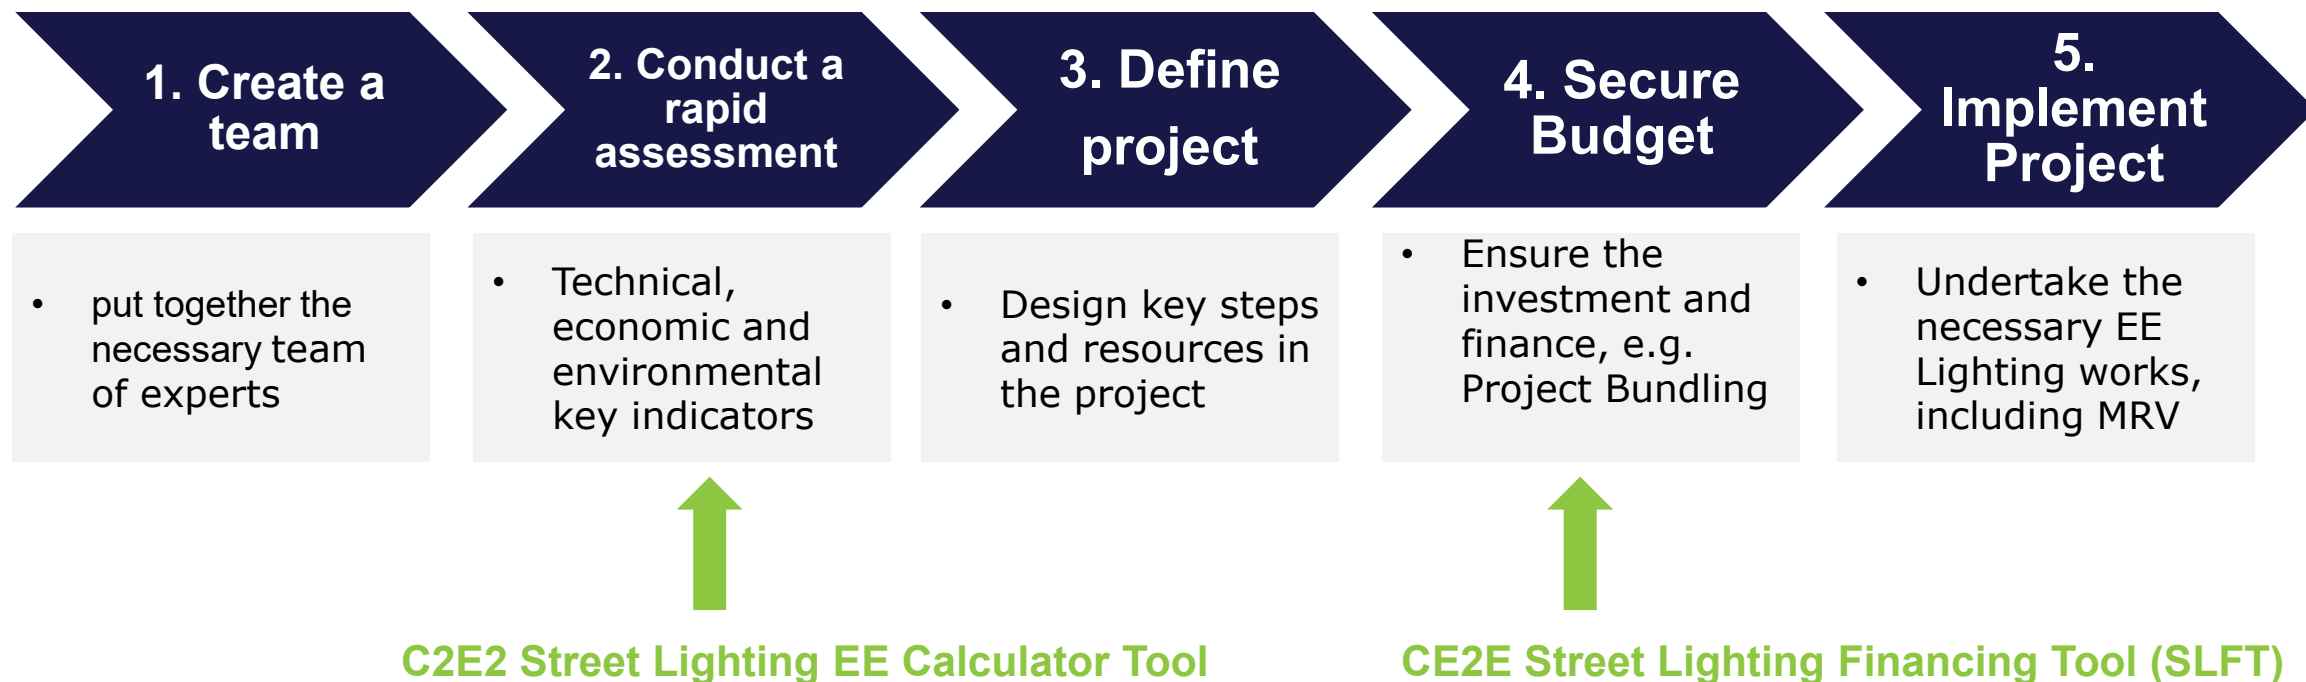 1. Create a
team
2. Conduct a
rapid
assessment
3. Define
project
4. Secure
Budget
5.
Implement
Project
• put together the
necessary team
of experts
• Technical,
economic and
environmental
key indicators
• Design key steps
and resources in
the project
• Ensure the
investment and
finance, e.g.
Project Bundling
• Undertake the
necessary EE
Lighting works,
including MRV
C2E2 Street Lighting EE Calculator Tool
CE2E Street Lighting Financing Tool (SLFT)